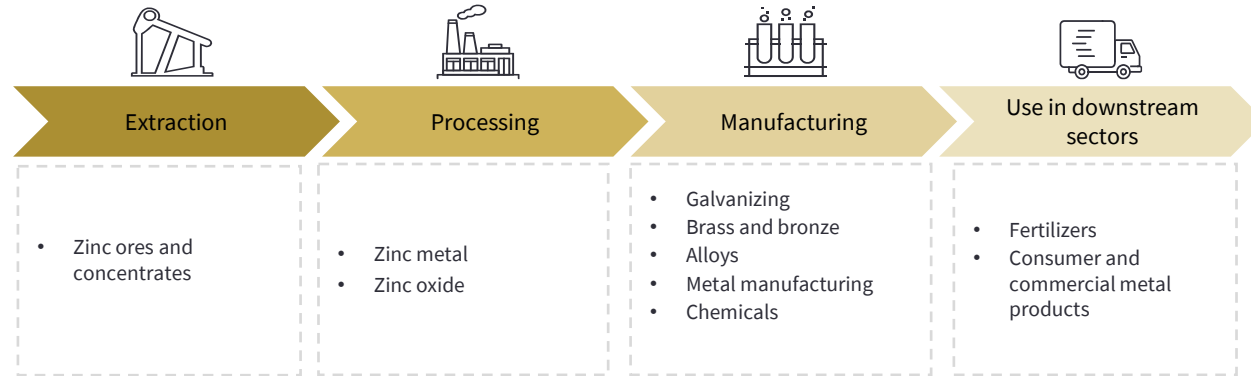 Extraction
Processing
Manufacturing
Use in downstream
sectors
• Zinc ores and
concentrates
• Zinc metal
• Zinc oxide
• Galvanizing
• Brass and bronze
• Alloys
• Metal manufacturing
• Chemicals
• Fertilizers
• Consumer and
commercial metal
products